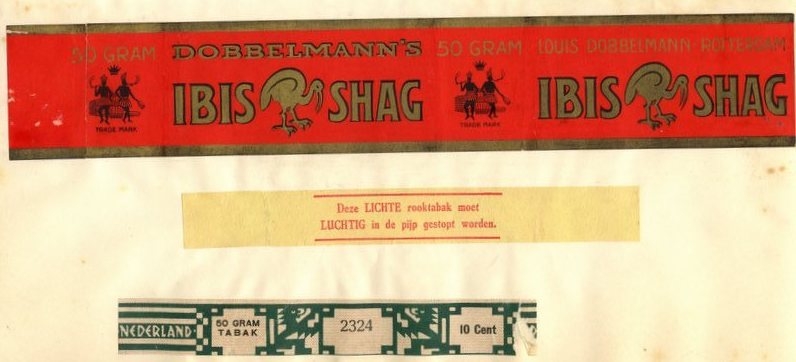 50 GRAM DOBBELMANN'S 50 GRAM LOUIS DOBBELMANN-ROTTERDAM
IBIS SHAG IBIS SHAG
TRADE MARK TRADE MARK
Deze LICHTE rooktabak moet
LUCHTIG in de pijp gestopt worden.
NEDERLAND 50 GRAM TABAK 2324 10 Cent